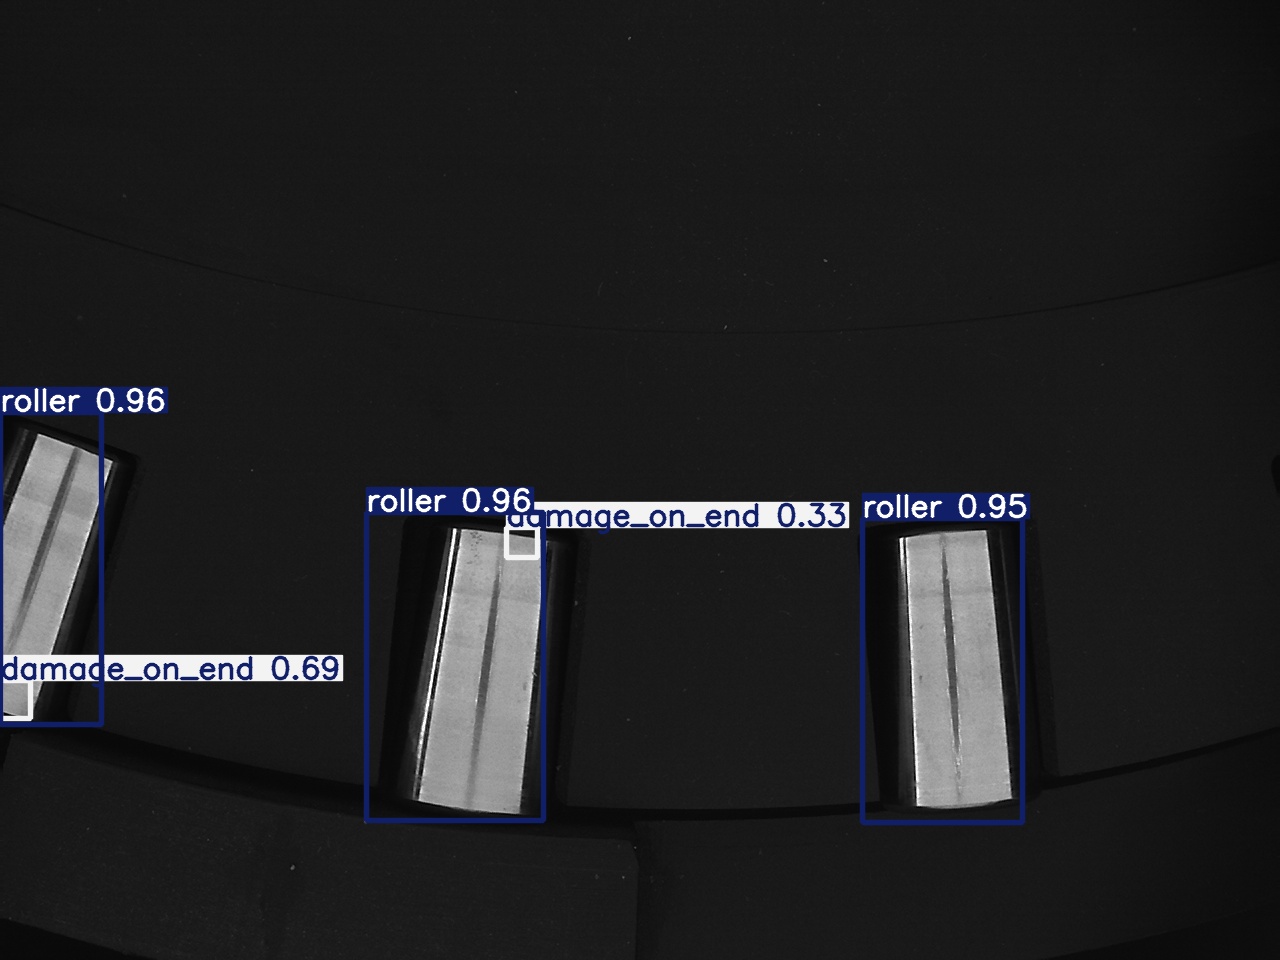 roller 0.96
roller 0.96
damage_on_end 0.33
roller 0.95
damage_on_end 0.69